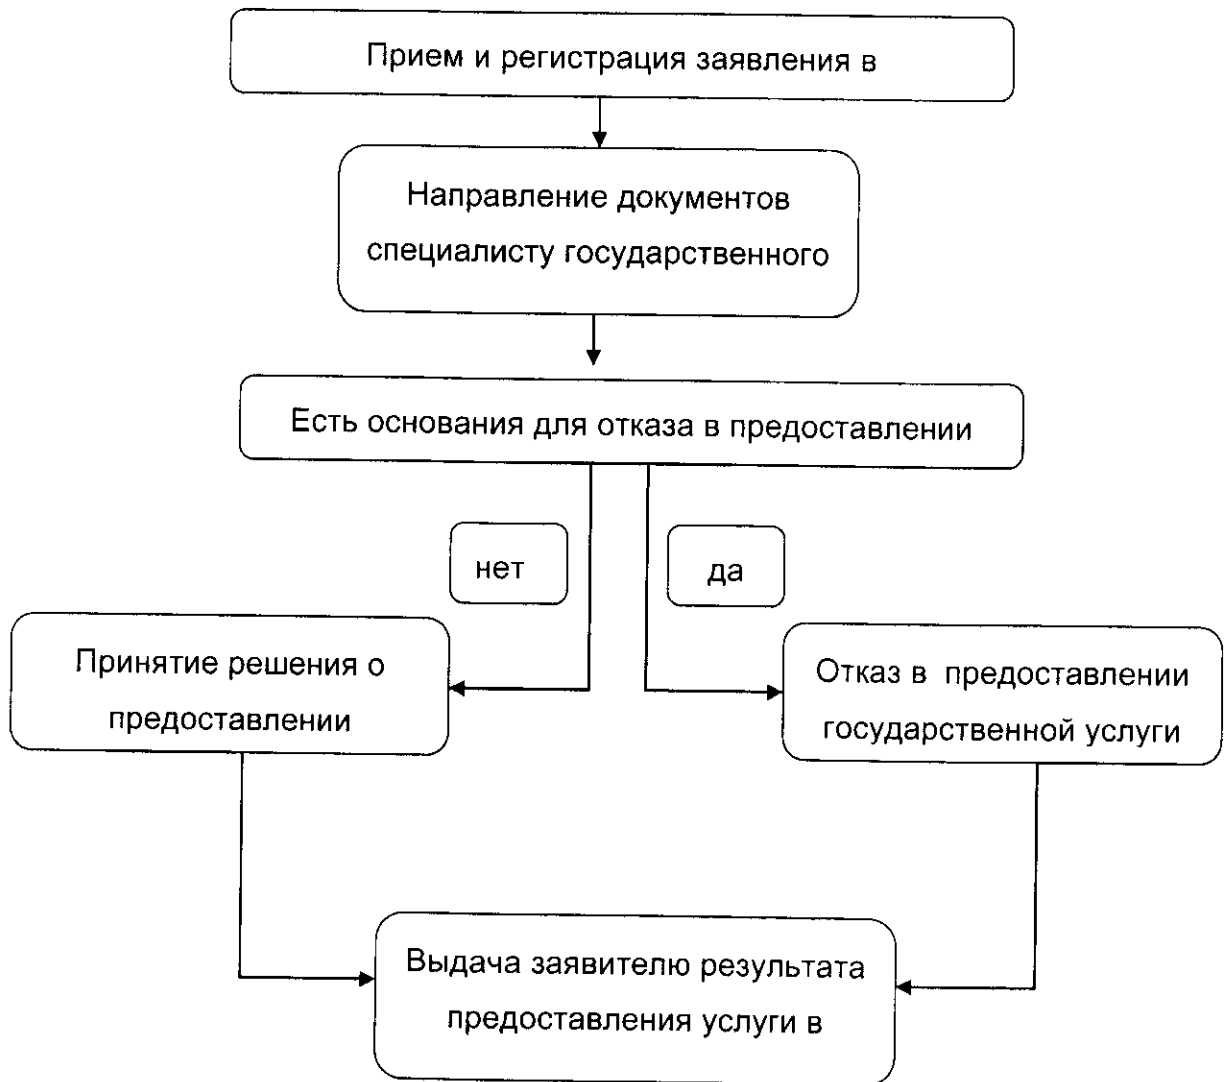 Прием и регистрация заявления в
Направление документов
специалисту государственного
Есть основания для отказа в предоставлении
нет
да
Принятие решения о
предоставлении
Отказ в предоставлении
государственной услуги
Выдача заявителю результата
предоставления услуги в